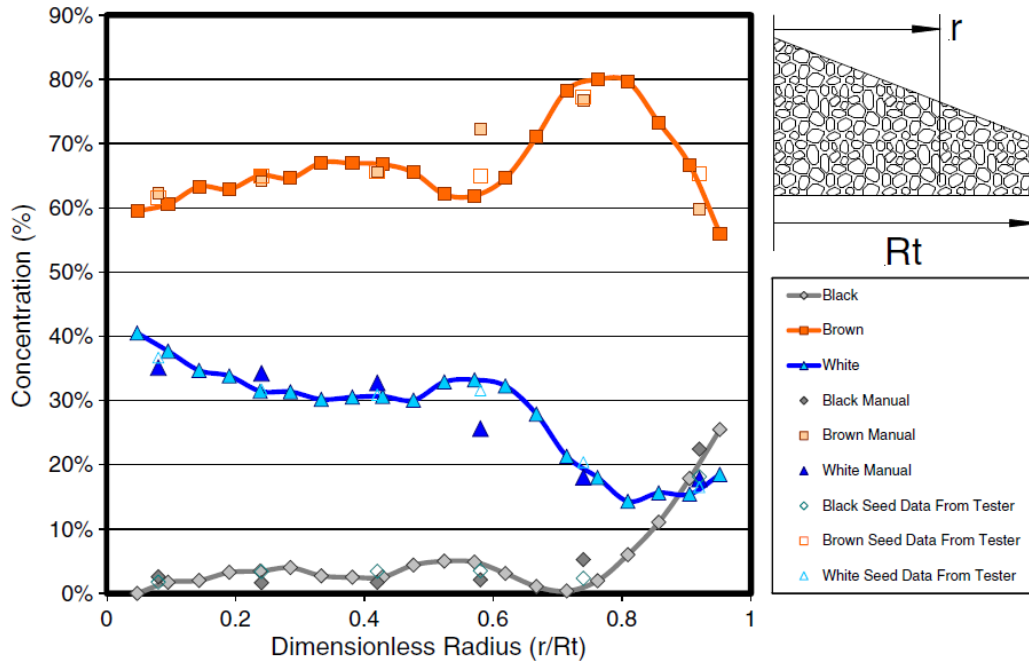 90%
80%
70%
60%
50%
40%
30%
20%
10%
0%
Concentration (%)
0
0.2
0.4
0.6
0.8
1
Dimensionless Radius (r/Rt)
r
Rt
Black
Brown
White
Black Manual
Brown Manual
White Manual
Black Seed Data From Tester
Brown Seed Data From Tester
White Seed Data From Tester